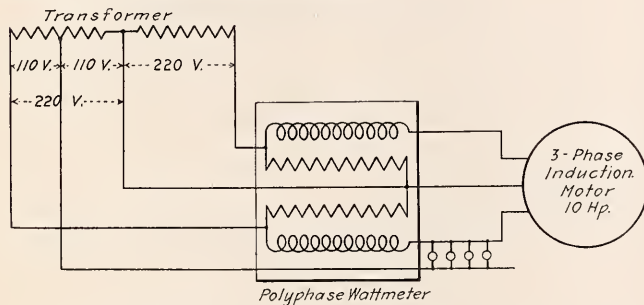 Transformer
110 V. 110 V. 220 V.
220 V.
3-Phase
Induction
Motor
10 Hp.
Polyphase Wattmeter